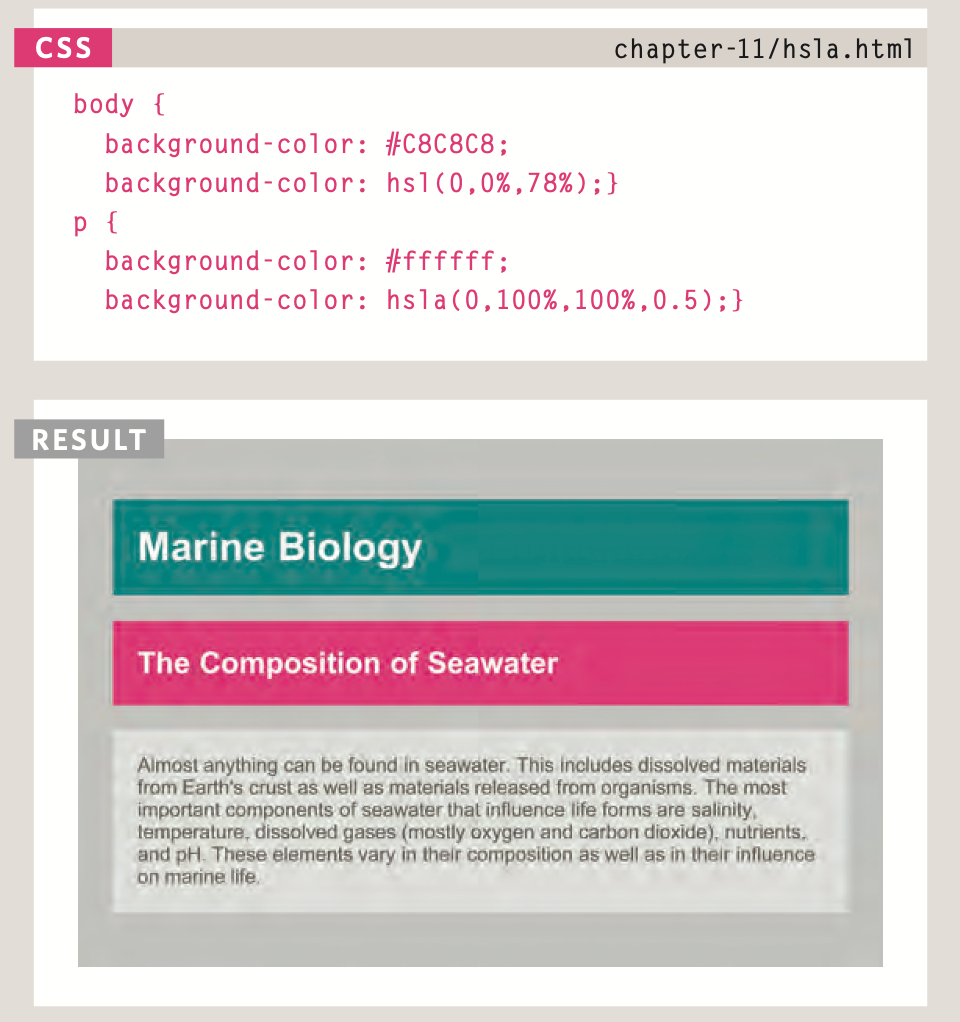 CSS
chapter-11/hsla.html
body {
background-color: #C8C8C8;
background-color: hsl(0,0%,78%);}
p {
background-color: #ffffff;
background-color: hsla(0,100%,100%,0.5);}
RESULT
Marine Biology
The Composition of Seawater
Almost anything can be found in seawater. This includes dissolved materials
from Earth's crust as well as materials released from organisms. The most
important components of seawater that influence life forms are salinity,
temperature, dissolved gases (mostly oxygen and carbon dioxide), nutrients,
and pH. These elements vary in their composition as well as in their influence
on marine life.